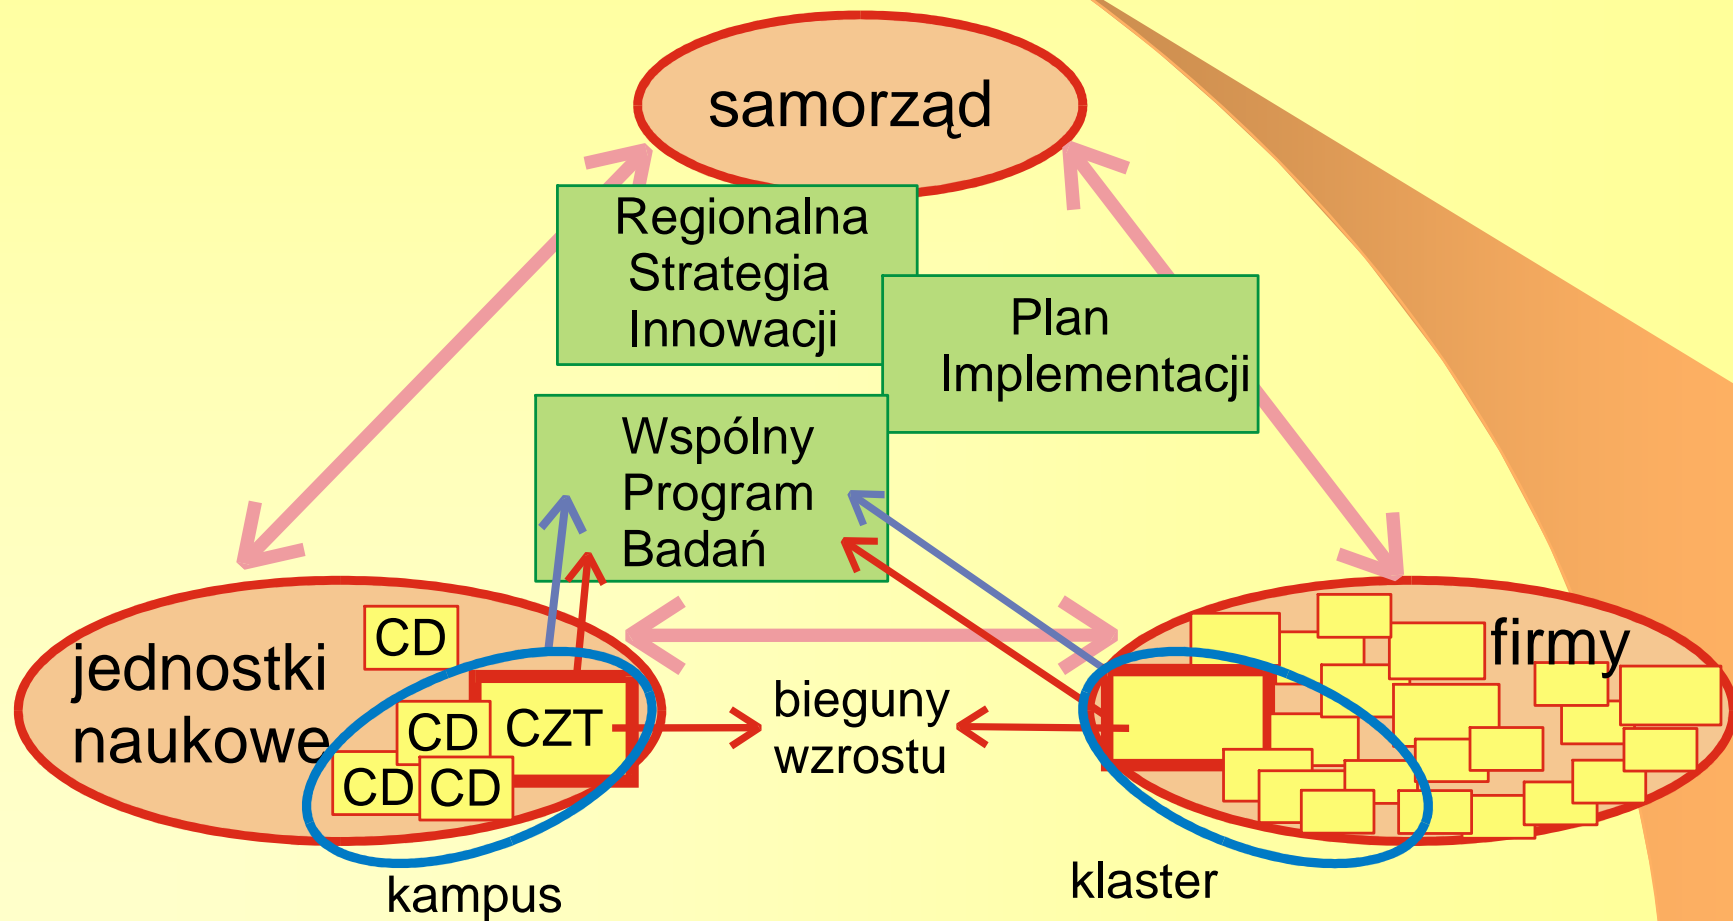 samorząd
Regionalna
Strategia
Innowacji
Plan
Implementacji
Wspólny
Program
Badań
jednostki
naukowe
CD
CD
CZT
CD
CD
bieguny
wzrostu
firmy
kampus
klaster